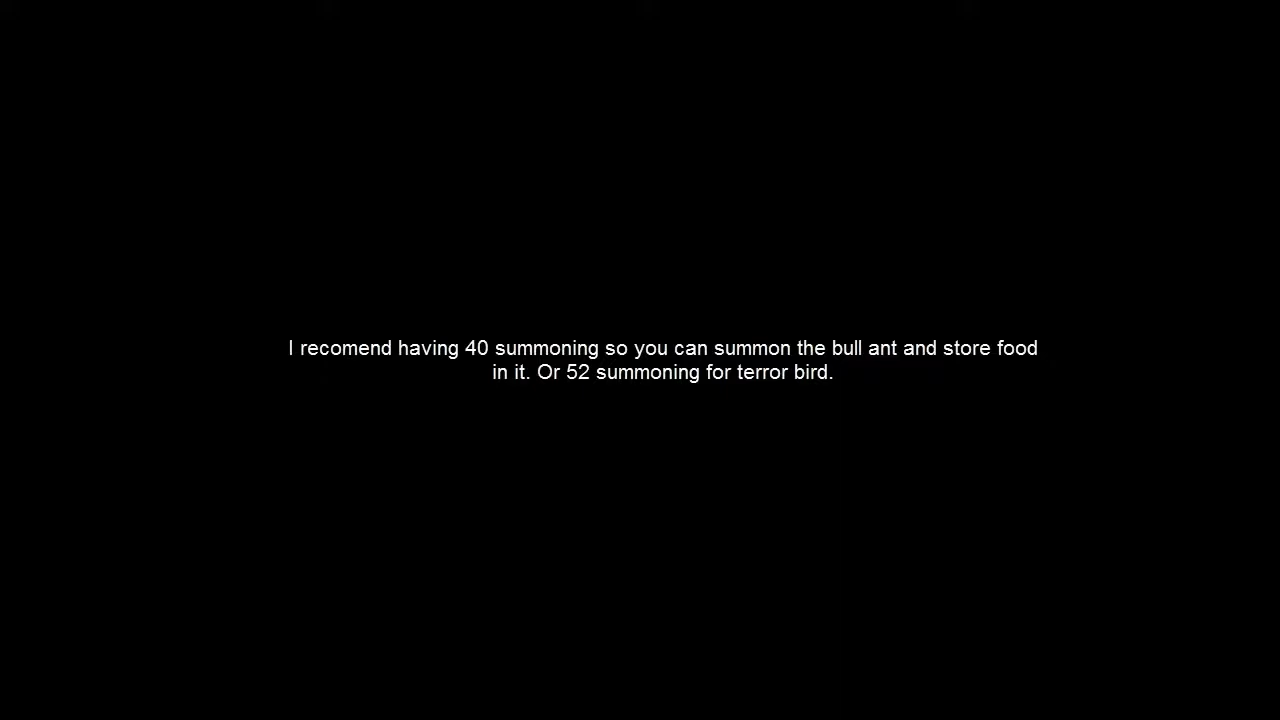 I recomend having 40 summoning so you can summon the bull ant and store food
in it. Or 52 summoning for terror bird.